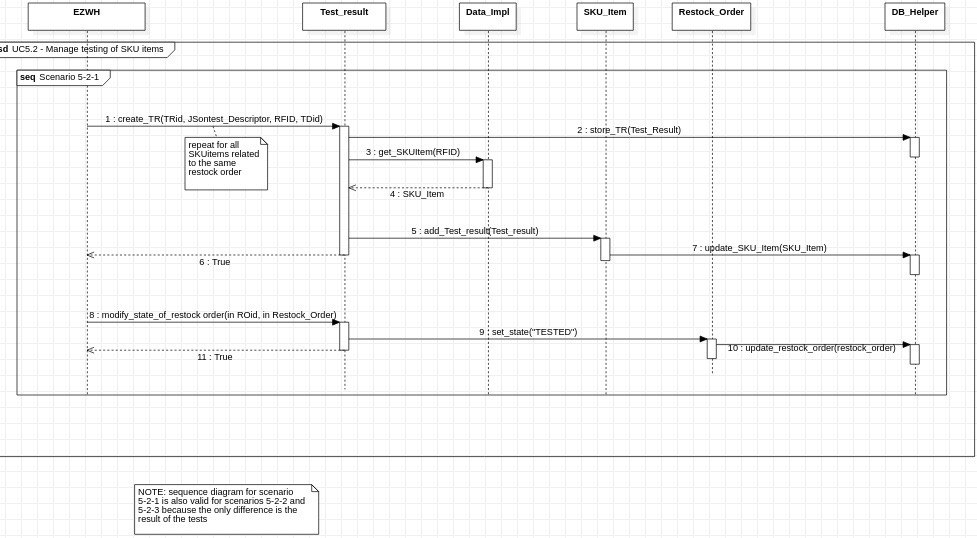 EZWH
Test_result
Data_Impl
SKU_Item
Restock_Order
DB_Helper
sd UC5.2 - Manage testing of SKU items
seq Scenario 5-2-1
1 : create_TR(TRid, JSontest_Descriptor, RFID, TDid)
2 : store_TR(Test_Result)
repeat for all
SKUitems related
to the same
restock order
3 : get_SKUItem(RFID)
4 : SKU_Item
5 : add_Test_result(Test_result)
7 : update_SKU_Item(SKU_Item)
6 : True
8 : modify_state_of_restock order(in ROid, in Restock_Order)
9 : set_state("TESTED")
10 : update_restock_order(restock_order)
11 : True
NOTE: sequence diagram for scenario
5-2-1 is also valid for scenarios 5-2-2 and
5-2-3 because the only difference is the
result of the tests